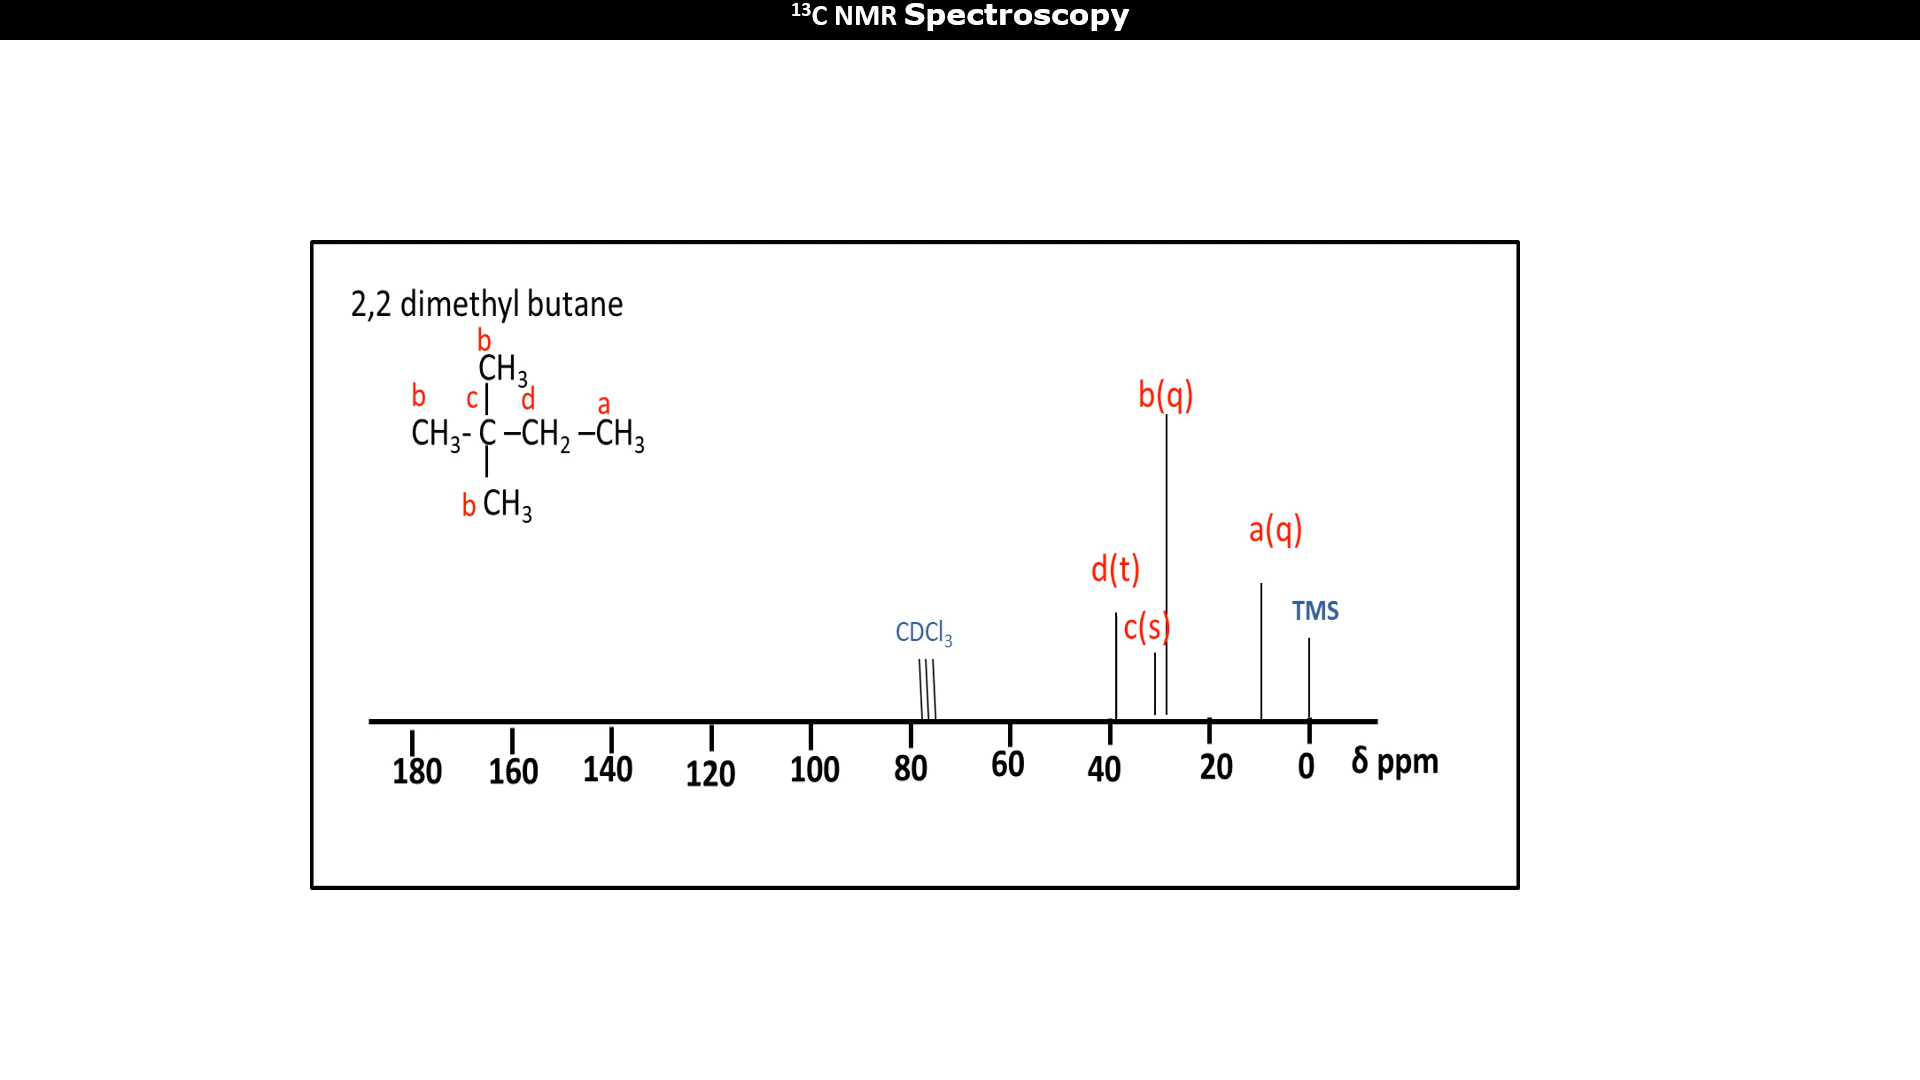 ¹³C NMR Spectroscopy
2,2 dimethyl butane
b
CH₃
b c d a
CH₃- C –CH₂ –CH₃
b CH₃
b(q)
a(q)
d(t)
TMS
c(s)
CDCl₃
180 160 140 120 100 80 60 40 20 0 δ ppm